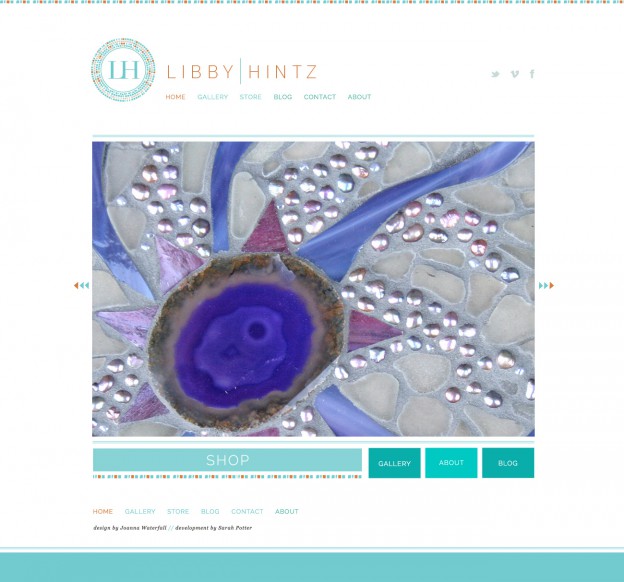 LH LIBBY|HINTZ
HOME GALLERY STORE BLOG CONTACT ABOUT
SHOP GALLERY ABOUT BLOG
HOME GALLERY STORE BLOG CONTACT ABOUT
design by Joanna Waterfall // development by Sarah Potter